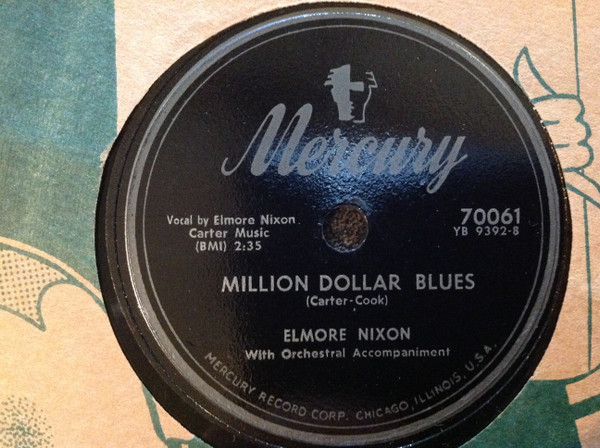 Mercury
Vocal by Elmore Nixon
Carter Music
(BMI) 2:35
70061
YB 9392-8
MILLION DOLLAR BLUES
(Carter-Cook)
ELMORE NIXON
With Orchestral Accompaniment
MERCURY RECORD CORP. CHICAGO, ILLINOIS, U.S.A.